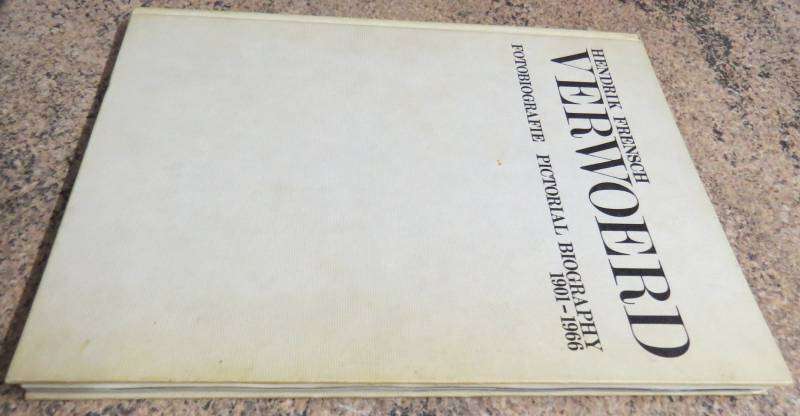 HENDRIK FRENSCH
VERWOERD
FOTOBIOGRAFIE PICTORIAL BIOGRAPHY
1901-1966